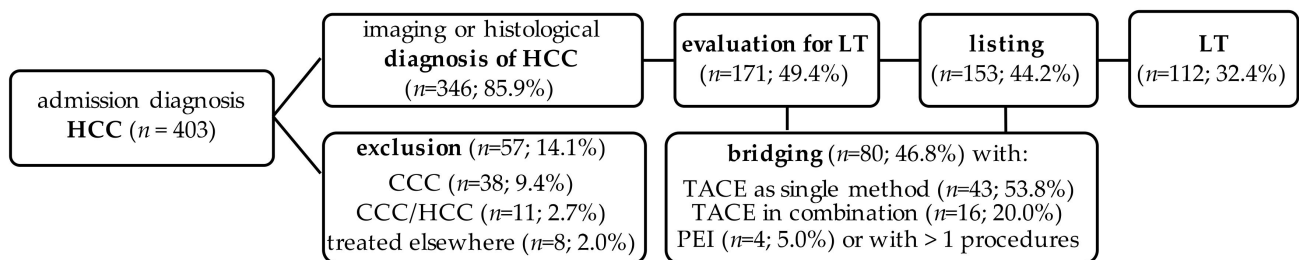 admission diagnosis
HCC (n = 403)
imaging or histological
diagnosis of HCC
(n=346; 85.9%)
evaluation for LT
(n=171; 49.4%)
listing
(n=153; 44.2%)
LT
(n=112; 32.4%)
exclusion (n=57; 14.1%)
CCC (n=38; 9.4%)
CCC/HCC (n=11; 2.7%)
treated elsewhere (n=8; 2.0%)
bridging (n=80; 46.8%) with:
TACE as single method (n=43; 53.8%)
TACE in combination (n=16; 20.0%)
PEI (n=4; 5.0%) or with > 1 procedures